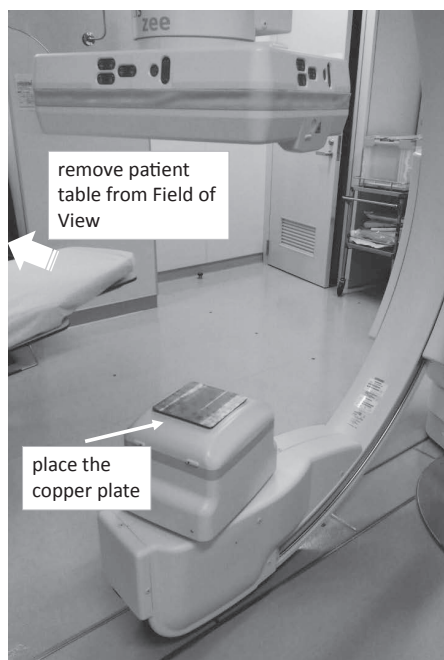 zee
remove patient
table from Field of
View
place the
copper plate